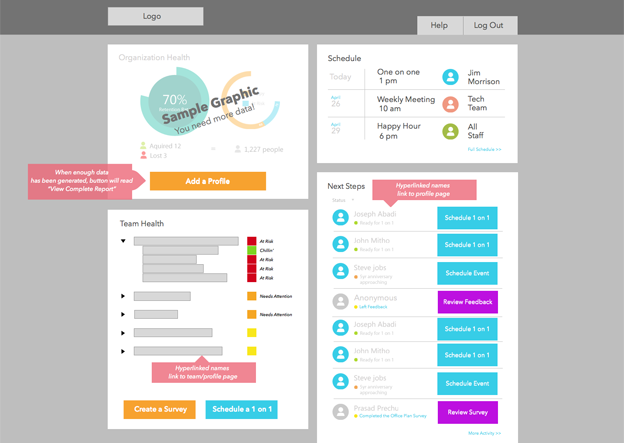 Logo
Help
Log Out
Organization Health
70%
Sample Graphic
You need more data!
Lost 3
1,227 people
When enough data
has been generated, button will read
"View Complete Report"
Add a Profile
Schedule
Today
One on one
1 pm
Jim
Morrison
April
26
Weekly Meeting
10 am
Tech
Team
April
29
Happy Hour
6 pm
All
Staff
Full Schedule >>
Team Health
At Risk
Chillin'
At Risk
At Risk
At Risk
Needs Attention
Needs Attention
Hyperlinked names
link to team/profile page
Create a Survey
Schedule a 1 on 1
Next Steps
Hyperlinked names
link to profile page
Status
Joseph Abadi
Ready for 1 on 1
Schedule 1 on 1
John Mitho
Ready for 1 on 1
Schedule 1 on 1
Steve jobs
1st anniversary
approaching
Schedule Event
Anonymous
Left Feedback
Review Feedback
Joseph Abadi
Ready for 1 on 1
Schedule 1 on 1
John Mitho
Ready for 1 on 1
Schedule 1 on 1
Steve jobs
1st anniversary
approaching
Schedule Event
Prasad Prechu
Completed the Office Plan Survey
Review Survey
More Activity >>